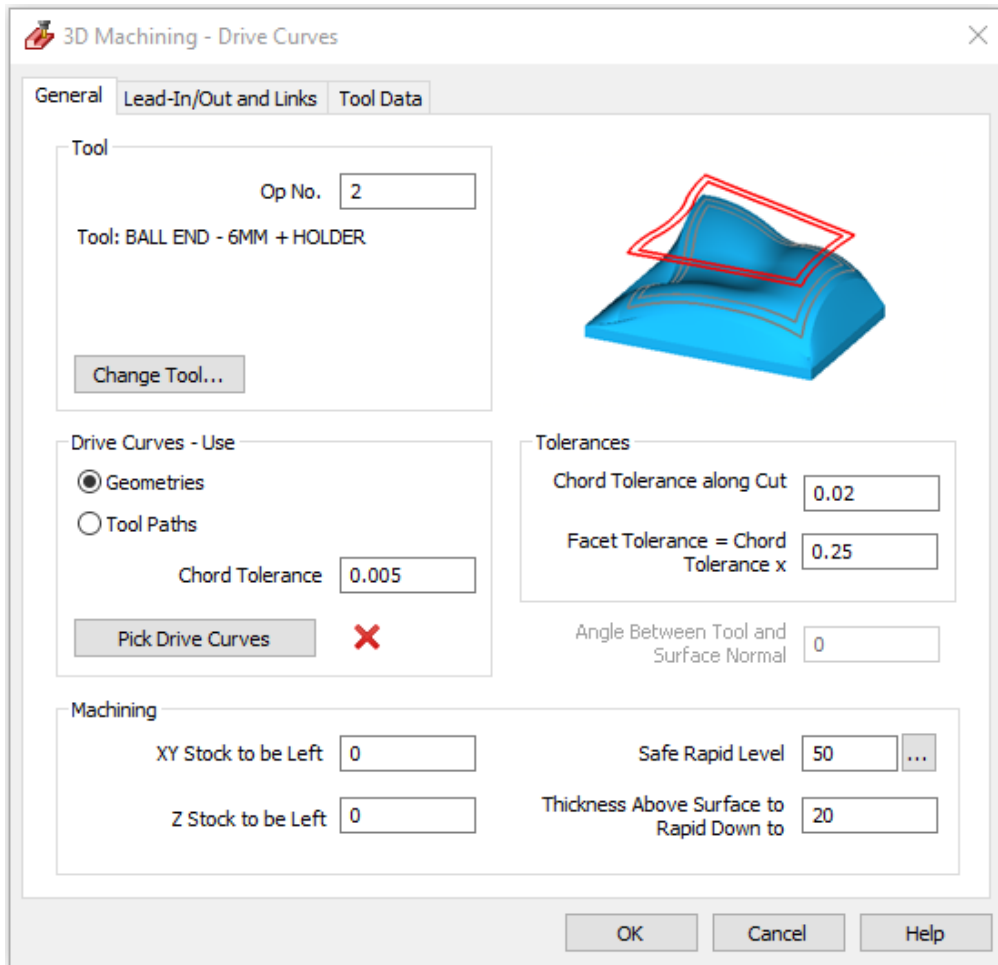 3D Machining - Drive Curves
General
Lead-In/Out and Links
Tool Data
Tool
Op No.
2
Tool: BALL END - 6MM + HOLDER
Change Tool...
Drive Curves - Use
Geometries
Tool Paths
Chord Tolerance
0.005
Pick Drive Curves
Tolerances
Chord Tolerance along Cut
0.02
Facet Tolerance = Chord
Tolerance x
0.25
Angle Between Tool and
Surface Normal
0
Machining
XY Stock to be Left
0
Z Stock to be Left
0
Safe Rapid Level
50
...
Thickness Above Surface to
Rapid Down to
20
OK
Cancel
Help